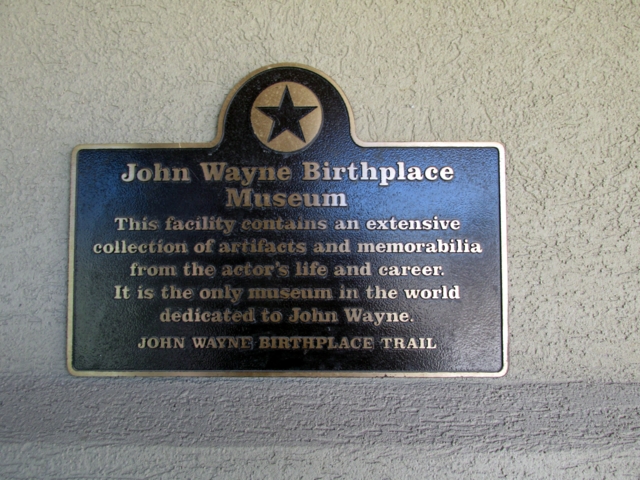 John Wayne Birthplace
Museum
This facility contains an extensive
collection of artifacts and memorabilia
from the actor's life and career.
It is the only museum in the world
dedicated to John Wayne.
JOHN WAYNE BIRTHPLACE TRAIL